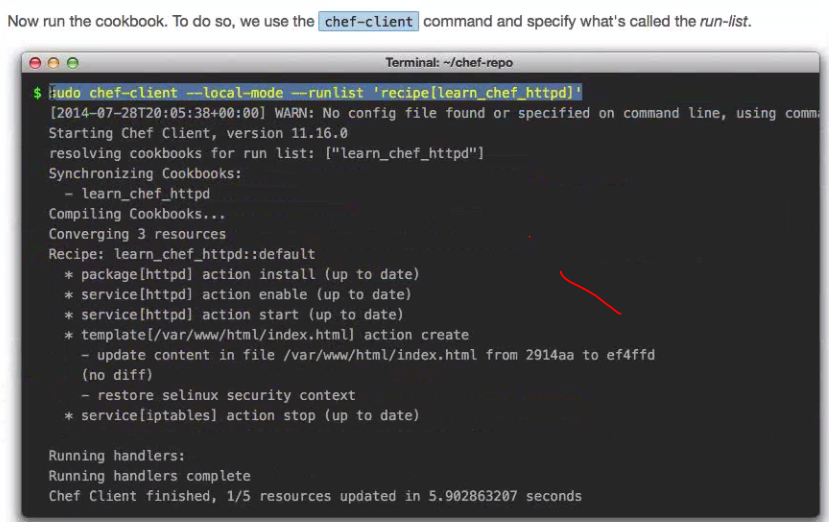 Now run the cookbook. To do so, we use the chef-client command and specify what's called the run-list.
Terminal: ~/chef-repo
$ sudo chef-client --local-mode --runlist 'recipe[learn_chef_httpd]'
[2014-07-28T20:05:38+00:00] WARN: No config file found or specified on command line, using comma
Starting Chef Client, version 11.16.0
resolving cookbooks for run list: ["learn_chef_httpd"]
Synchronizing Cookbooks:
- learn_chef_httpd
Compiling Cookbooks...
Converging 3 resources
Recipe: learn_chef_httpd::default
* package[httpd] action install (up to date)
* service[httpd] action enable (up to date)
* service[httpd] action start (up to date)
* template[/var/www/html/index.html] action create
- update content in file /var/www/html/index.html from 2914aa to ef4ffd
(no diff)
- restore selinux security context
* service[iptables] action stop (up to date)
Running handlers:
Running handlers complete
Chef Client finished, 1/5 resources updated in 5.902863207 seconds